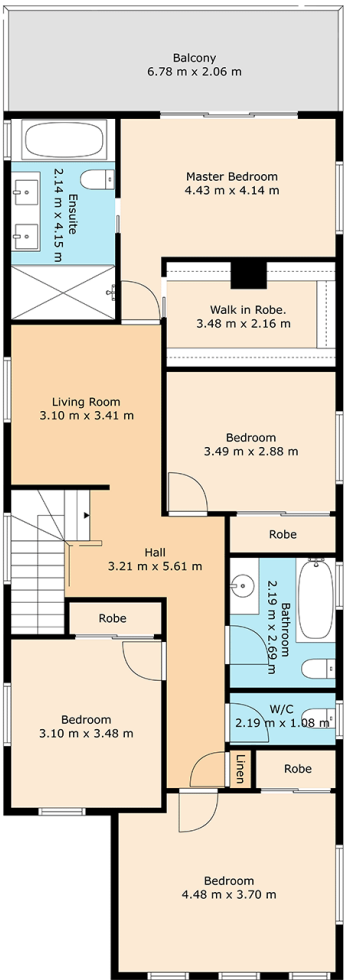 Balcony
6.78 m x 2.06 m
Master Bedroom
4.43 m x 4.14 m
Ensuite
2.14 m x 4.15 m
Walk in Robe.
3.48 m x 2.16 m
Living Room
3.10 m x 3.41 m
Bedroom
3.49 m x 2.88 m
Robe
Hall
3.21 m x 5.61 m
Bathroom
2.19 m x 2.69 m
Robe
W/C
2.19 m x 1.08 m
Bedroom
3.10 m x 3.48 m
Linen
Robe
Bedroom
4.48 m x 3.70 m